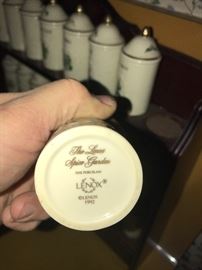 The Lenox
Spice Garden
FINE PORCELAIN
LENOX®
©LENOX
1992